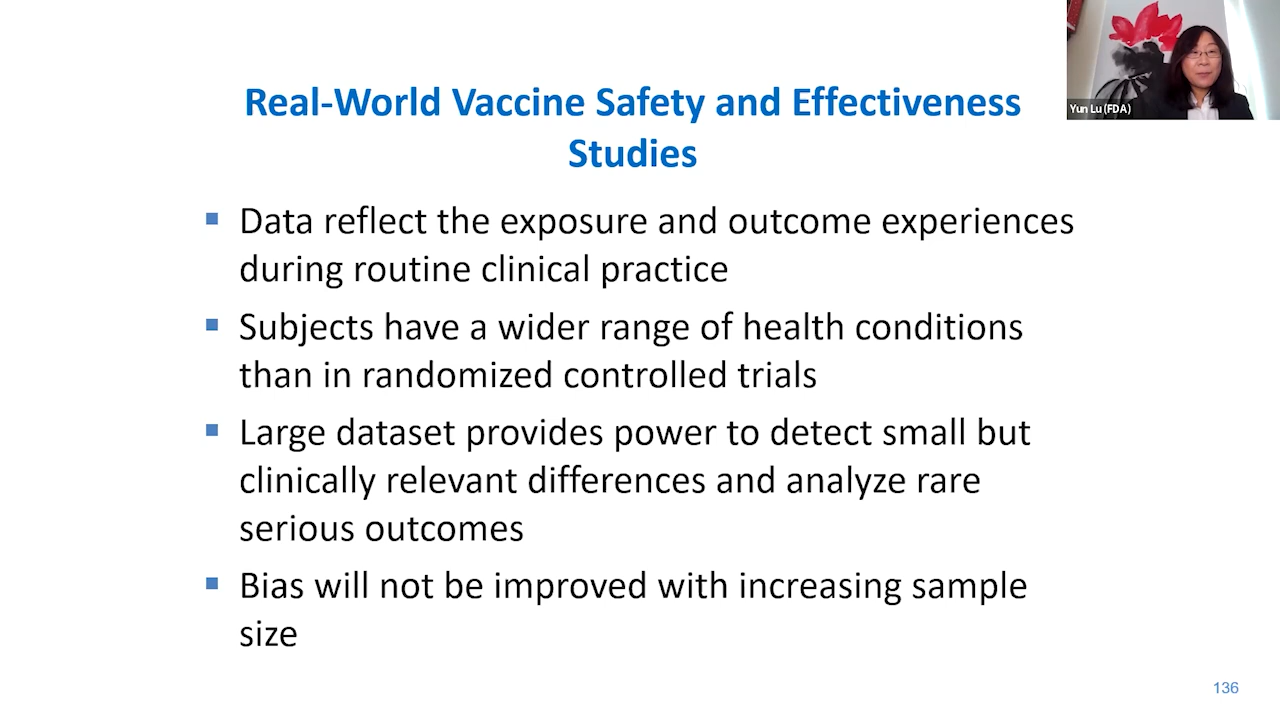 Real-World Vaccine Safety and Effectiveness
Studies
Yun Lu (FDA)
▪ Data reflect the exposure and outcome experiences
during routine clinical practice
▪ Subjects have a wider range of health conditions
than in randomized controlled trials
▪ Large dataset provides power to detect small but
clinically relevant differences and analyze rare
serious outcomes
▪ Bias will not be improved with increasing sample
size
136